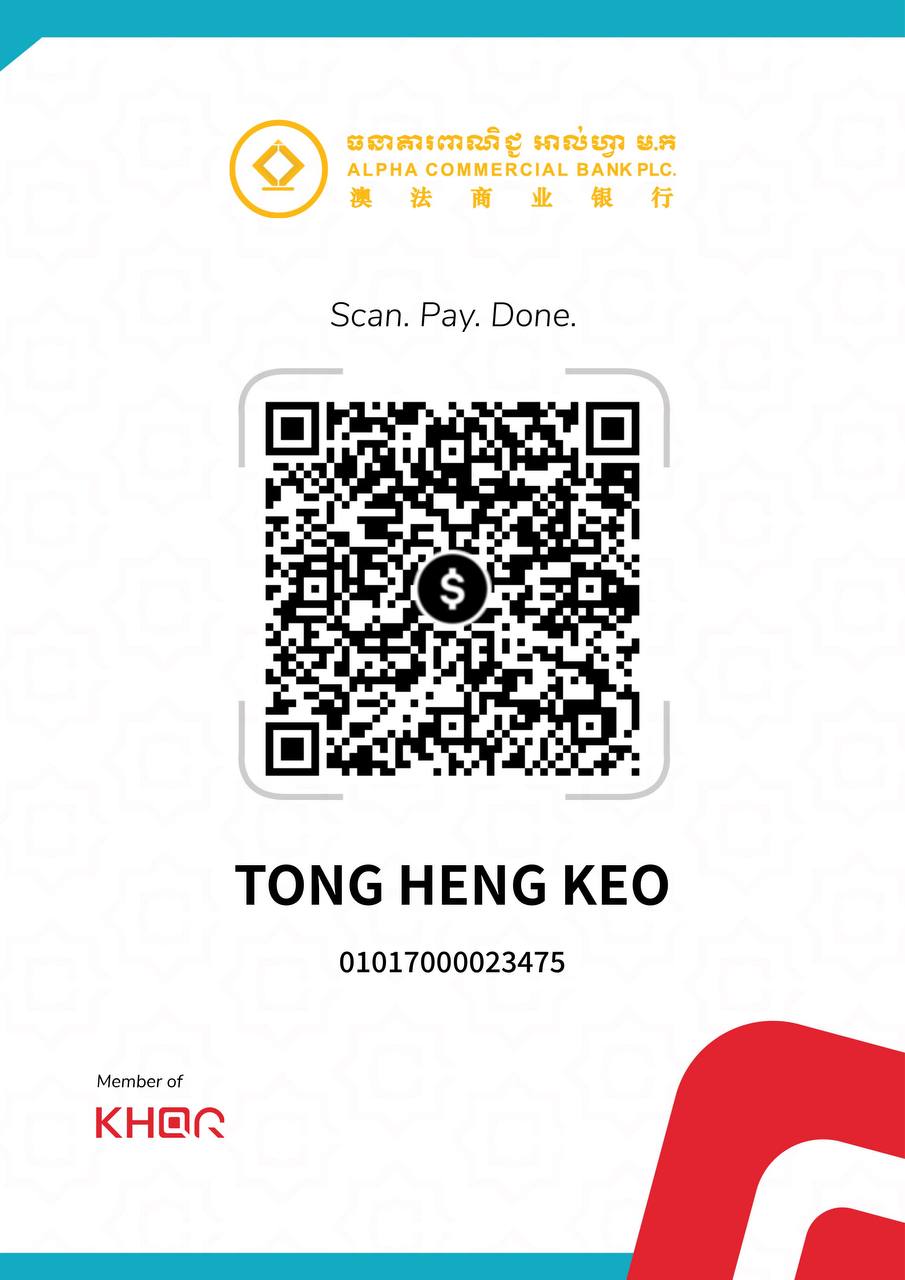 ធនាគារពាណិជ្ជ អាល់ហ្វា ម.ក
ALPHA COMMERCIAL BANK PLC.
澳法商业银行
Scan. Pay. Done.
$
TONG HENG KEO
01017000023475
Member of
KHQR